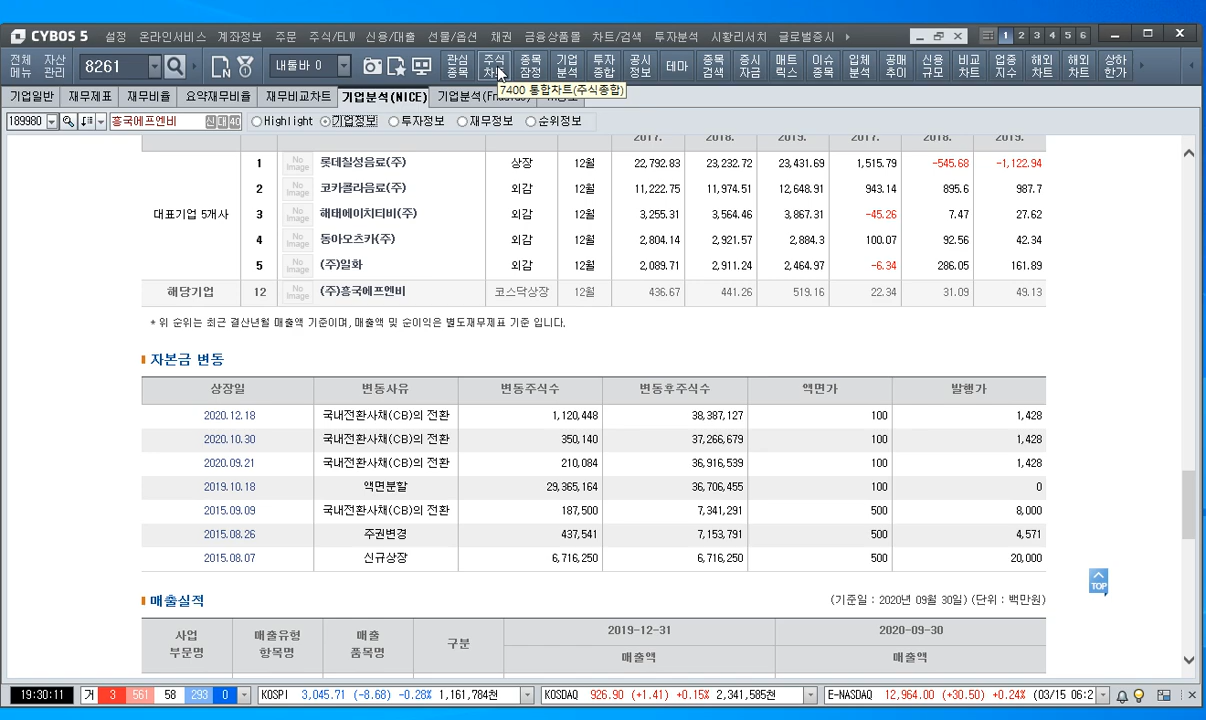 CYBOS 5 설정 온라인서비스 계좌정보 주문 주식/ELW 신용/대출 선물/옵션 채권 금융상품몰 차트/검색 투자분석 시황리서치 글로벌증시 1 2 3 4 5 6
전체 메뉴 자산 관리 8261 내툴바 0 관심 종목 주식 차트 종목 잠정 기업 분석 투자 종합 공시 정보 테마 종목 검색 증시 자금 매트 릭스 이슈 종목 입체 분석 공매 추이 신용 규모 비교 차트 업종 지수 해외 차트 해외 차트 상하 한가
7400 통합차트(주식종합)
기업일반 재무제표 재무비율 요약재무비율 재무비교차트 기업분석(NICE)
189980 흥국에프엔비 신 대 40 Highlight 기업정보 투자정보 재무정보 순위정보
2017. 2018. 2019. 2017. 2018. 2019.
대표기업 5개사
1 No Image 롯데칠성음료(주) 상장 12월 22,792.83 23,232.72 23,431.69 1,515.79 -545.68 -1,122.94
2 No Image 코카콜라음료(주) 외감 12월 11,222.75 11,974.51 12,648.91 943.14 895.6 987.7
3 No Image 해태에이치티비(주) 외감 12월 3,255.31 3,564.46 3,867.31 -45.26 7.47 27.62
4 No Image 동아오츠카(주) 외감 12월 2,804.14 2,921.57 2,884.3 100.07 92.56 42.34
5 No Image (주)일화 외감 12월 2,089.71 2,911.24 2,464.97 -6.34 286.05 161.89
해당기업 12 No Image (주)흥국에프엔비 코스닥상장 12월 436.67 441.26 519.16 22.34 31.09 49.13
* 위 순위는 최근 결산년월 매출액 기준이며, 매출액 및 순이익은 별도재무제표 기준 입니다.
자본금 변동
상장일 변동사유 변동주식수 변동후주식수 액면가 발행가
2020.12.18 국내전환사채(CB)의 전환 1,120,448 38,387,127 100 1,428
2020.10.30 국내전환사채(CB)의 전환 350,140 37,266,679 100 1,428
2020.09.21 국내전환사채(CB)의 전환 210,084 36,916,539 100 1,428
2019.10.18 액면분할 29,365,164 36,706,455 100 0
2015.09.09 국내전환사채(CB)의 전환 187,500 7,341,291 500 8,000
2015.08.26 주권변경 437,541 7,153,791 500 4,571
2015.08.07 신규상장 6,716,250 6,716,250 500 20,000
TOP
매출실적 (기준일 : 2020년 09월 30일) (단위 : 백만원)
사업 부문명 매출유형 항목명 매출 품목명 구분 2019-12-31 2020-09-30
매출액 매출액
19:30:11 거 3 561 58 293 0 KOSPI 3,045.71 (-8.68) -0.28% 1,161,784천 KOSDAQ 926.90 (+1.41) +0.15% 2,341,585천 E-NASDAQ 12,964.00 (+30.50) +0.24% (03/15 06:2